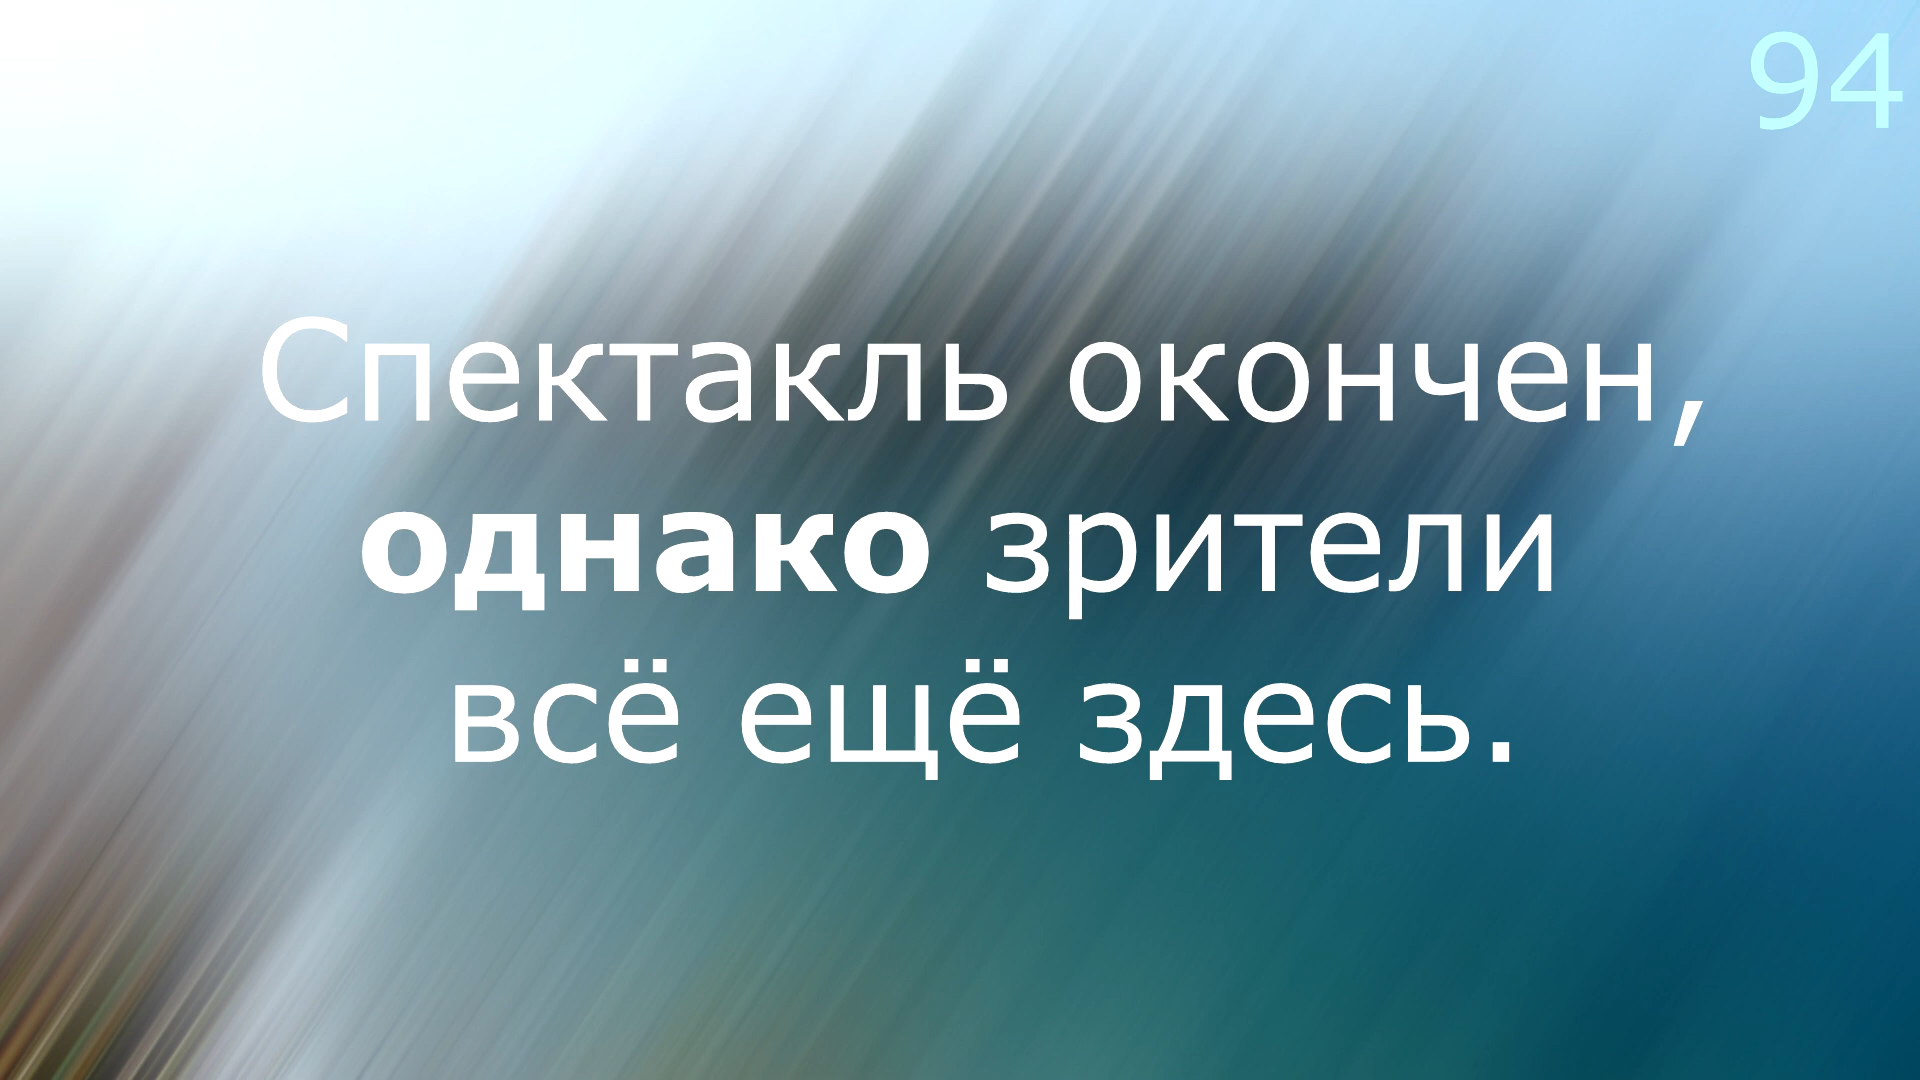 94
Спектакль окончен,
однако зрители
всё ещё здесь.